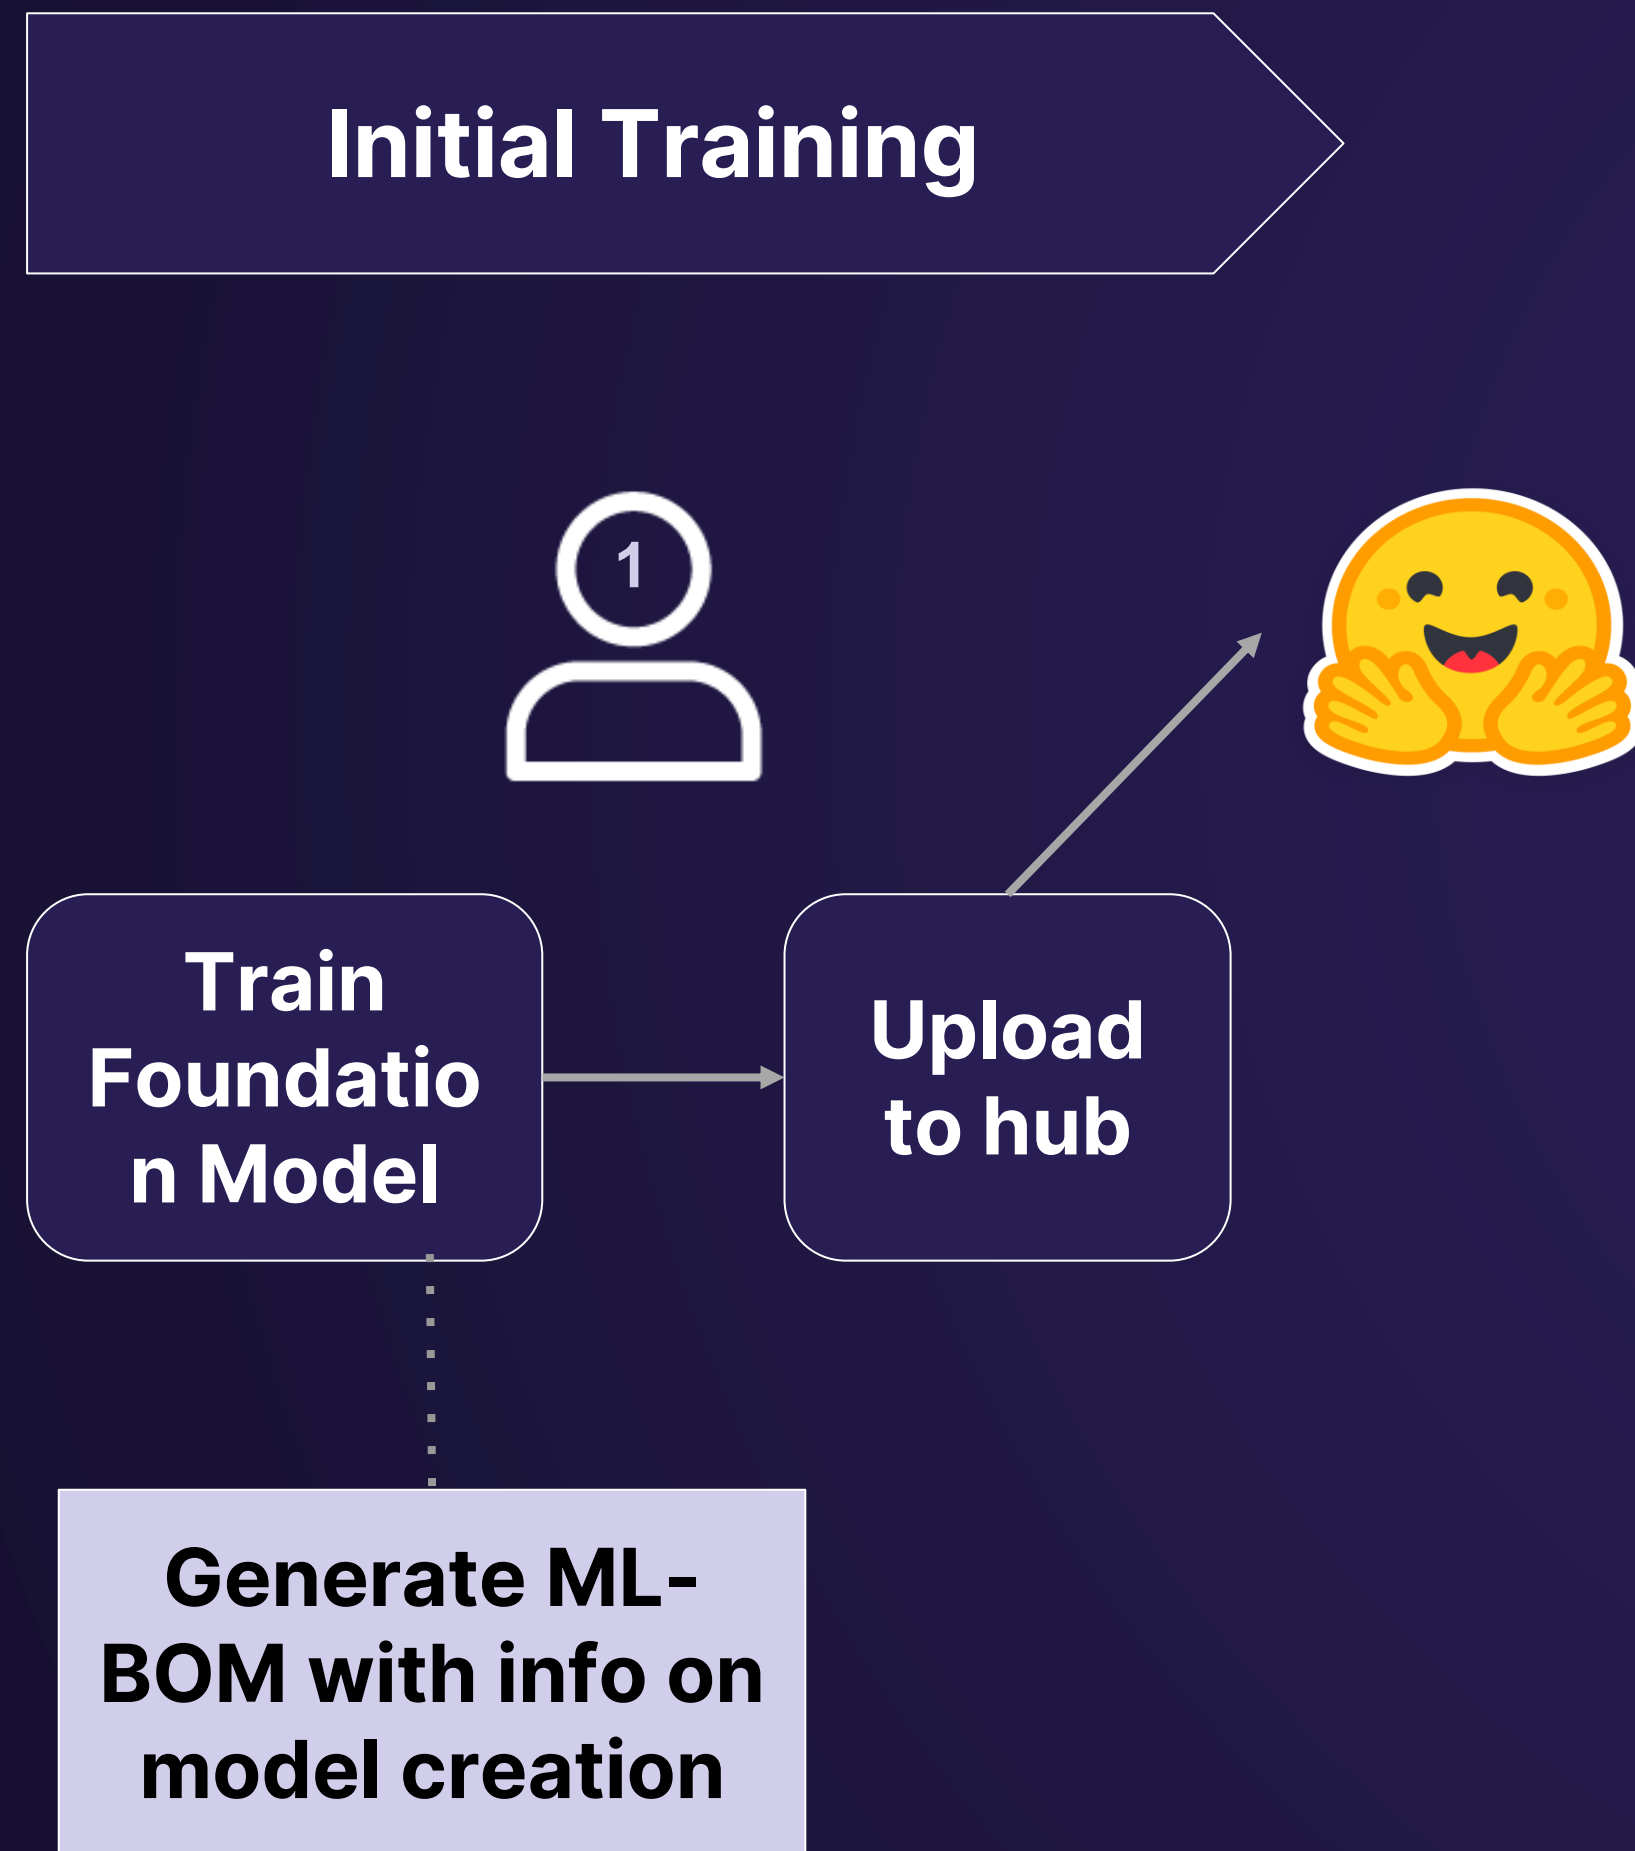 Initial Training
1
Train
Foundatio
n Model
Upload
to hub
Generate ML-
BOM with info on
model creation